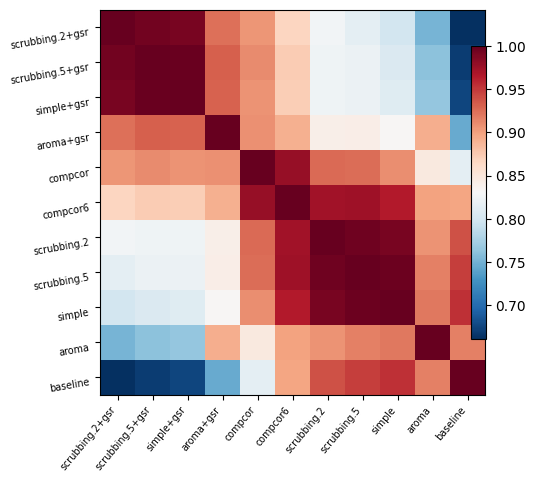 scrubbing.2+gsr
scrubbing.5+gsr
simple+gsr
aroma+gsr
compcor
compcor6
scrubbing.2
scrubbing.5
simple
aroma
baseline
1.00
0.95
0.90
0.85
0.80
0.75
0.70
scrubbing.2+gsr
scrubbing.5+gsr
simple+gsr
aroma+gsr
compcor
compcor6
scrubbing.2
scrubbing.5
simple
aroma
baseline